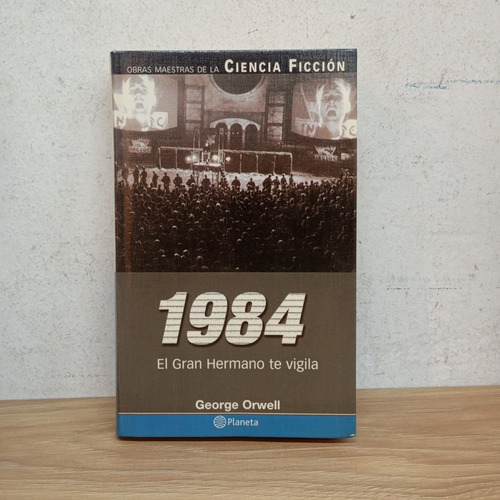 OBRAS MAESTRAS DE LA CIENCIA FICCIÓN
1984
El Gran Hermano te vigila
George Orwell
Planeta